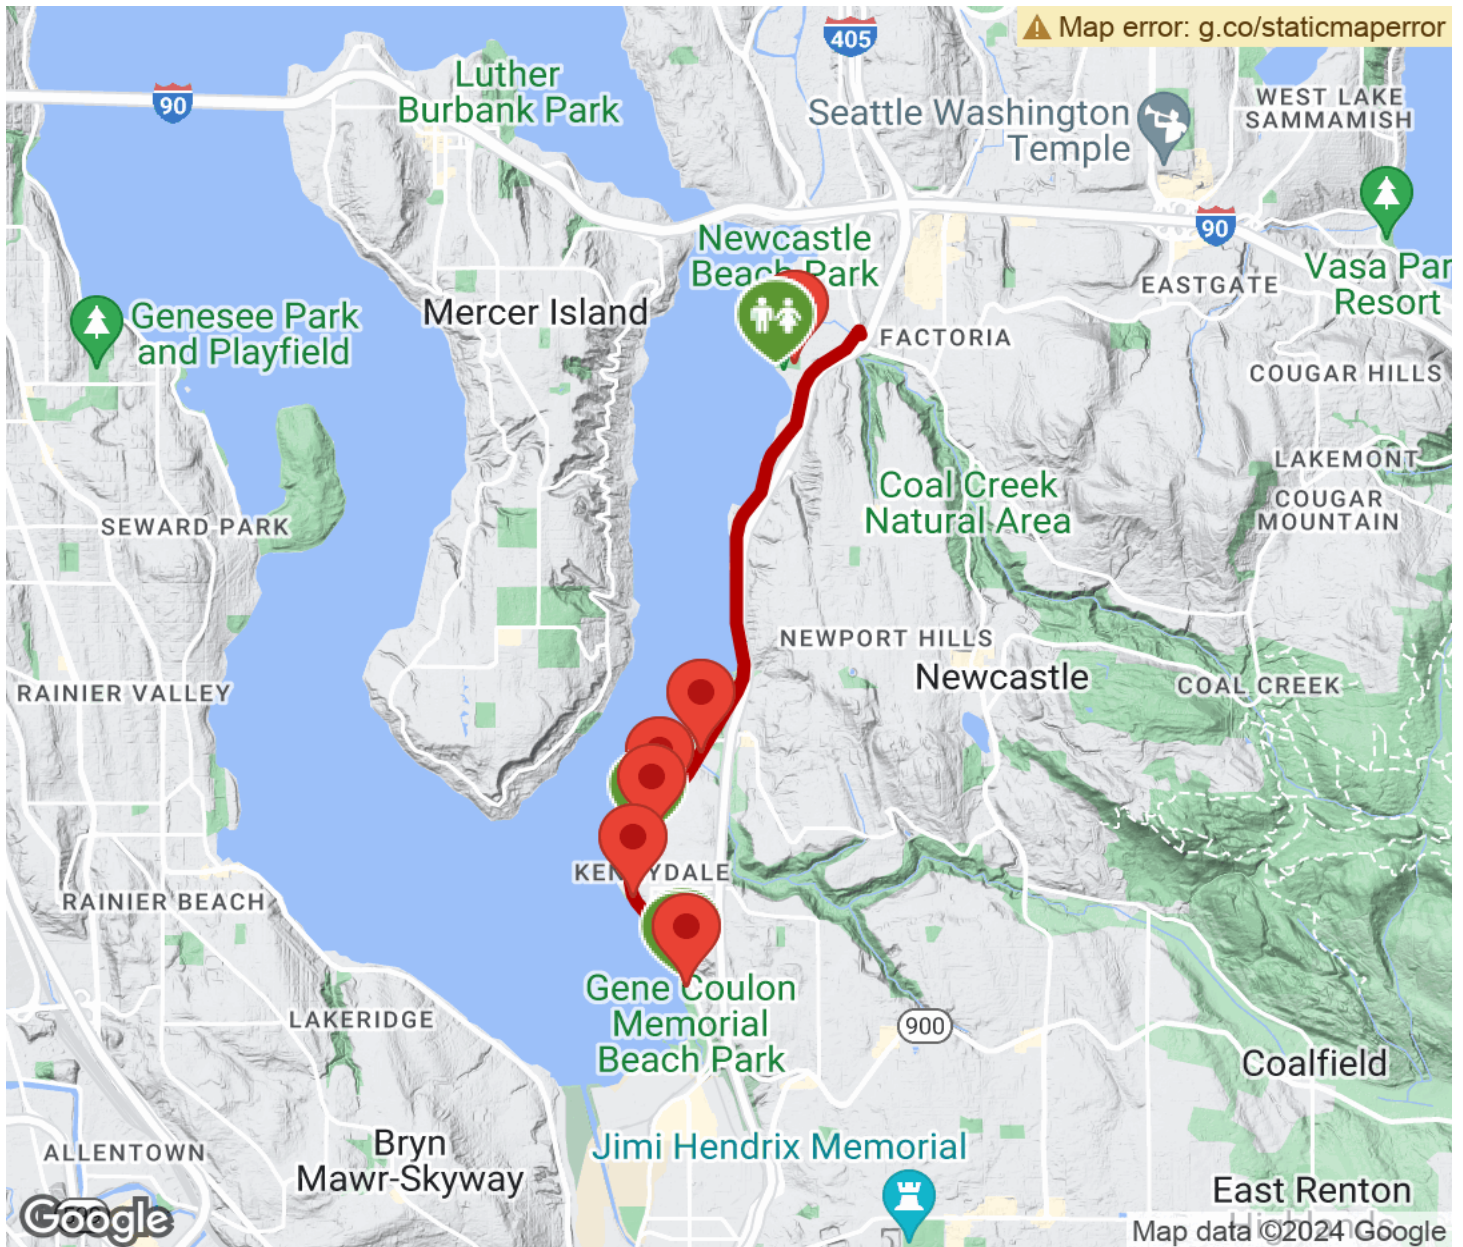 Map error: g.co/staticmaperror
405
Luther
Burbank Park
90
WEST LAKE
SAMMAMISH
Seattle Washington
Temple
90
Newcastle
Beach Park
Vasa Par
Resort
EASTGATE
Mercer Island
Genesee Park
and Playfield
FACTORIA
COUGAR HILLS
LAKEMONT
Coal Creek
Natural Area
COUGAR
MOUNTAIN
SEWARD PARK
NEWPORT HILLS
Newcastle
COAL CREEK
RAINIER VALLEY
KEN YDALE
RAINIER BEACH
Gene Coulon
Memorial
Beach Park
LAKERIDGE
900
Coalfield
Jimi Hendrix Memorial
ALLENTOWN
Bryn
Mawr-Skyway
East Renton
Google
Map data ©2024 Google